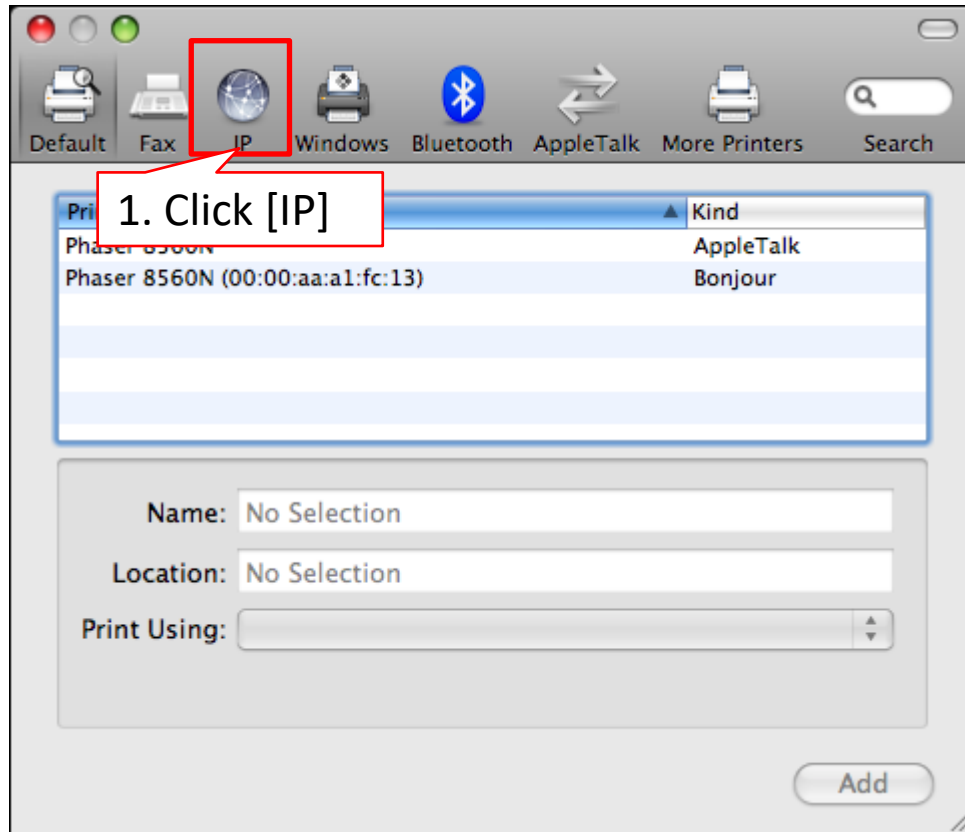 Default Fax IP Windows Bluetooth AppleTalk More Printers Search
1. Click [IP]
Kind
Phaser AppleTalk
Phaser 8560N (00:00:aa:a1:fc:13) Bonjour
Name: No Selection
Location: No Selection
Print Using:
Add